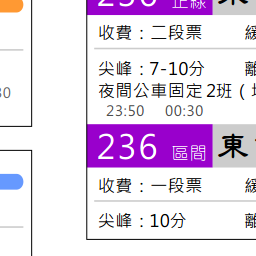 236 正線 東
收費：二段票 緩
尖峰：7-10分 離
夜間公車固定2班（
23:50 00:30
30
236 區間 東
收費：一段票 緩
尖峰：10分 離